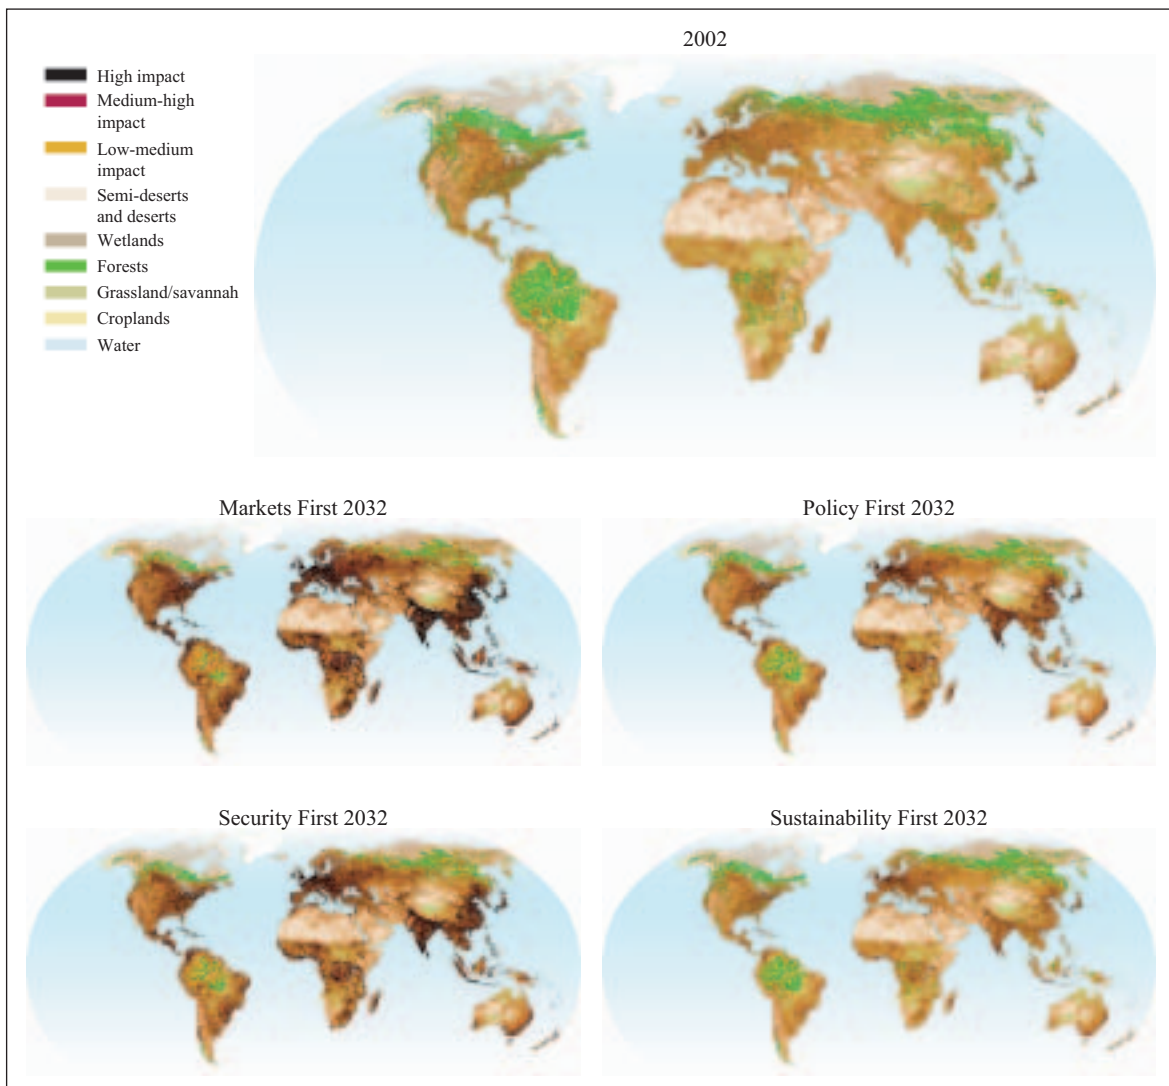 2002
High impact
Medium-high
impact
Low-medium
impact
Semi-deserts
and deserts
Wetlands
Forests
Grassland/savannah
Croplands
Water
Markets First 2032
Policy First 2032
Security First 2032
Sustainability First 2032